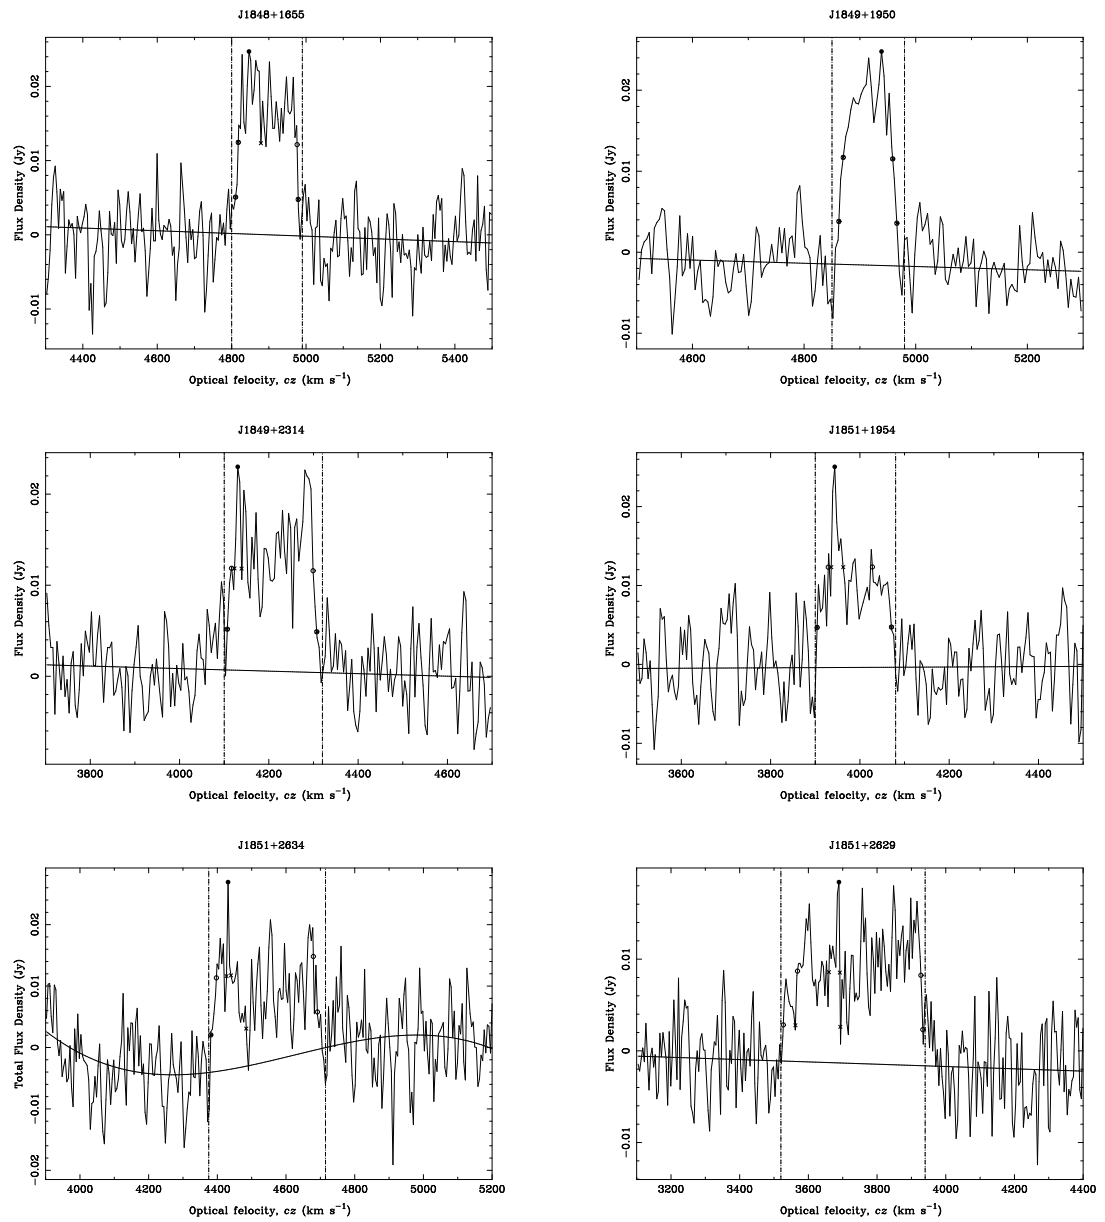 J1848+1655
J1849+1950
Flux Density (Jy)
−0.01 0 0.01 0.02
4400 4600 4800 5000 5200 5400
Optical felocity, cz (km s⁻¹)
Flux Density (Jy)
−0.01 0 0.01 0.02
4600 4800 5000 5200
Optical felocity, cz (km s⁻¹)
J1849+2314
J1851+1954
Flux Density (Jy)
0 0.01 0.02
3800 4000 4200 4400 4600
Optical felocity, cz (km s⁻¹)
Flux Density (Jy)
−0.01 0 0.01 0.02
3600 3800 4000 4200 4400
Optical felocity, cz (km s⁻¹)
J1851+2634
J1851+2629
Total Flux Density (Jy)
−0.02 −0.01 0 0.01 0.02
4000 4200 4400 4600 4800 5000 5200
Optical felocity, cz (km s⁻¹)
Flux Density (Jy)
−0.01 0 0.01
3200 3400 3600 3800 4000 4200 4400
Optical felocity, cz (km s⁻¹)